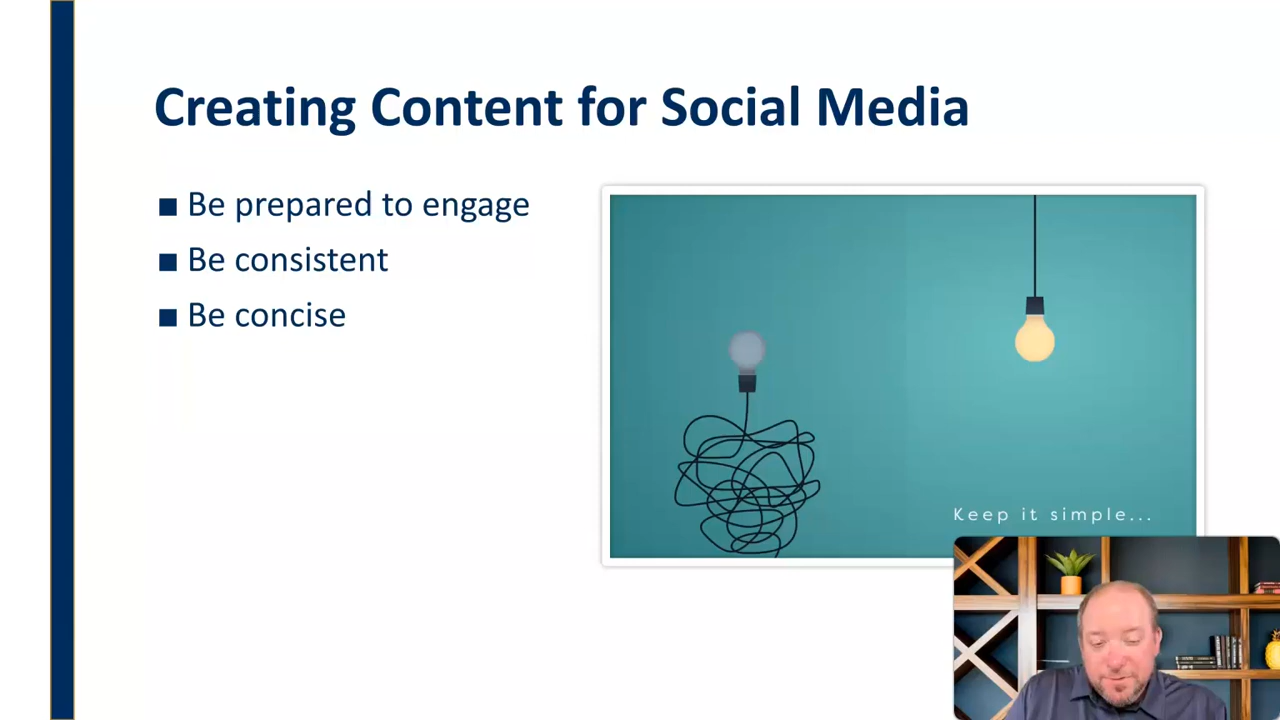 Creating Content for Social Media
■ Be prepared to engage
■ Be consistent
■ Be concise
Keep it simple...